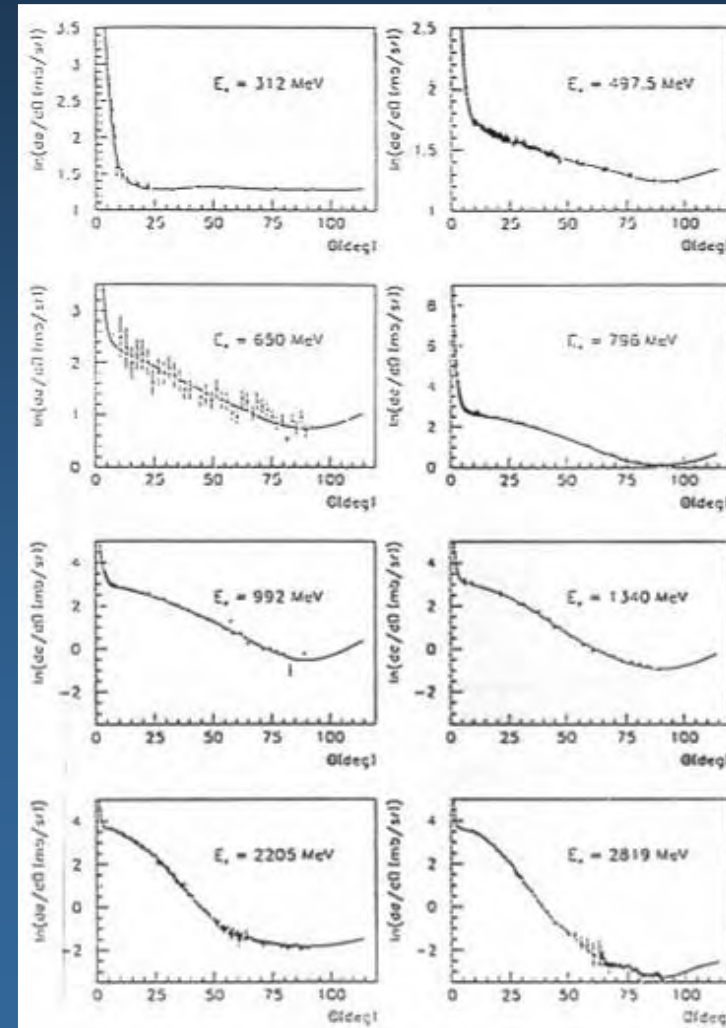 ln(dσ/dΩ [mb/sr])
3.5
3
2.5
2
1.5
1
E = 312 MeV
0 25 50 75 100
Θ[deg]
ln(dσ/dΩ [mb/sr])
2.5
2
1.5
1
E = 497.5 MeV
0 25 50 75 100
Θ[deg]
ln(dσ/dΩ [mb/sr])
3
2
1
0
E = 650 MeV
0 25 50 75 100
Θ[deg]
ln(dσ/dΩ [mb/sr])
8
6
4
2
0
E = 796 MeV
0 25 50 75 100
Θ[deg]
ln(dσ/dΩ [mb/sr])
4
2
0
-2
E = 992 MeV
0 25 50 75 100
Θ[deg]
ln(dσ/dΩ [mb/sr])
4
2
0
-2
E = 1340 MeV
0 25 50 75 100
Θ[deg]
ln(dσ/dΩ [mb/sr])
4
2
0
-2
E = 2205 MeV
0 25 50 75 100
Θ[deg]
ln(dσ/dΩ [mb/sr])
4
2
0
-2
E = 2819 MeV
0 25 50 75 100
Θ[deg]